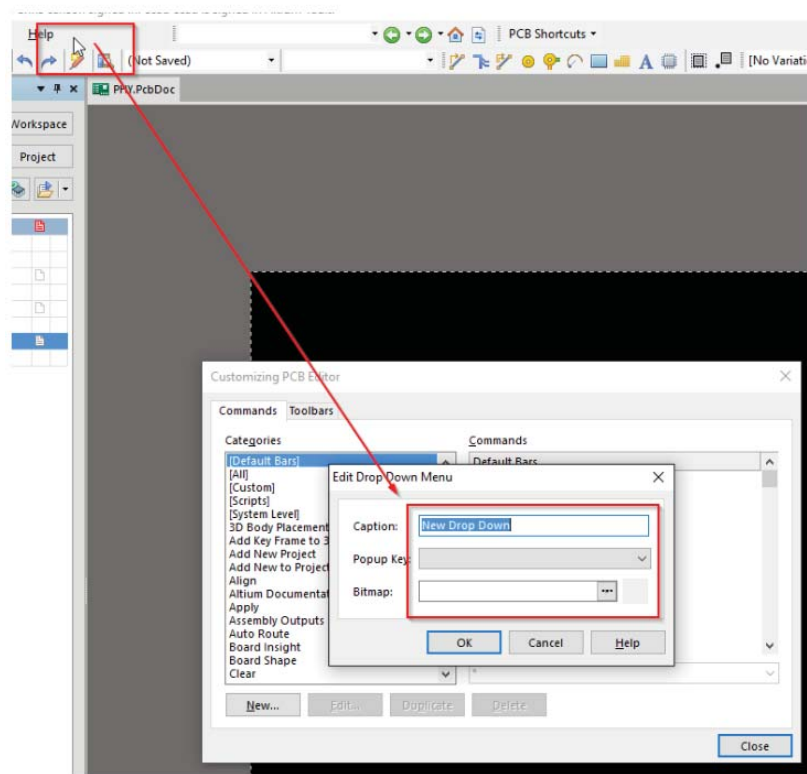 Help
PCB Shortcuts
(Not Saved)
A
[No Variati
PHY.PcbDoc
Workspace
Project
Customizing PCB Editor
Commands Toolbars
Categories
Commands
[Default Bars]
Default Bars
[All]
[Custom]
[Scripts]
[System Level]
3D Body Placement
Add Key Frame to 3
Add New Project
Add New to Project
Align
Altium Documentat
Apply
Assembly Outputs
Auto Route
Board Insight
Board Shape
Clear
Edit Drop Down Menu
Caption: New Drop Down
Popup Key:
Bitmap: ...
OK Cancel Help
New... Edit... Duplicate Delete
Close